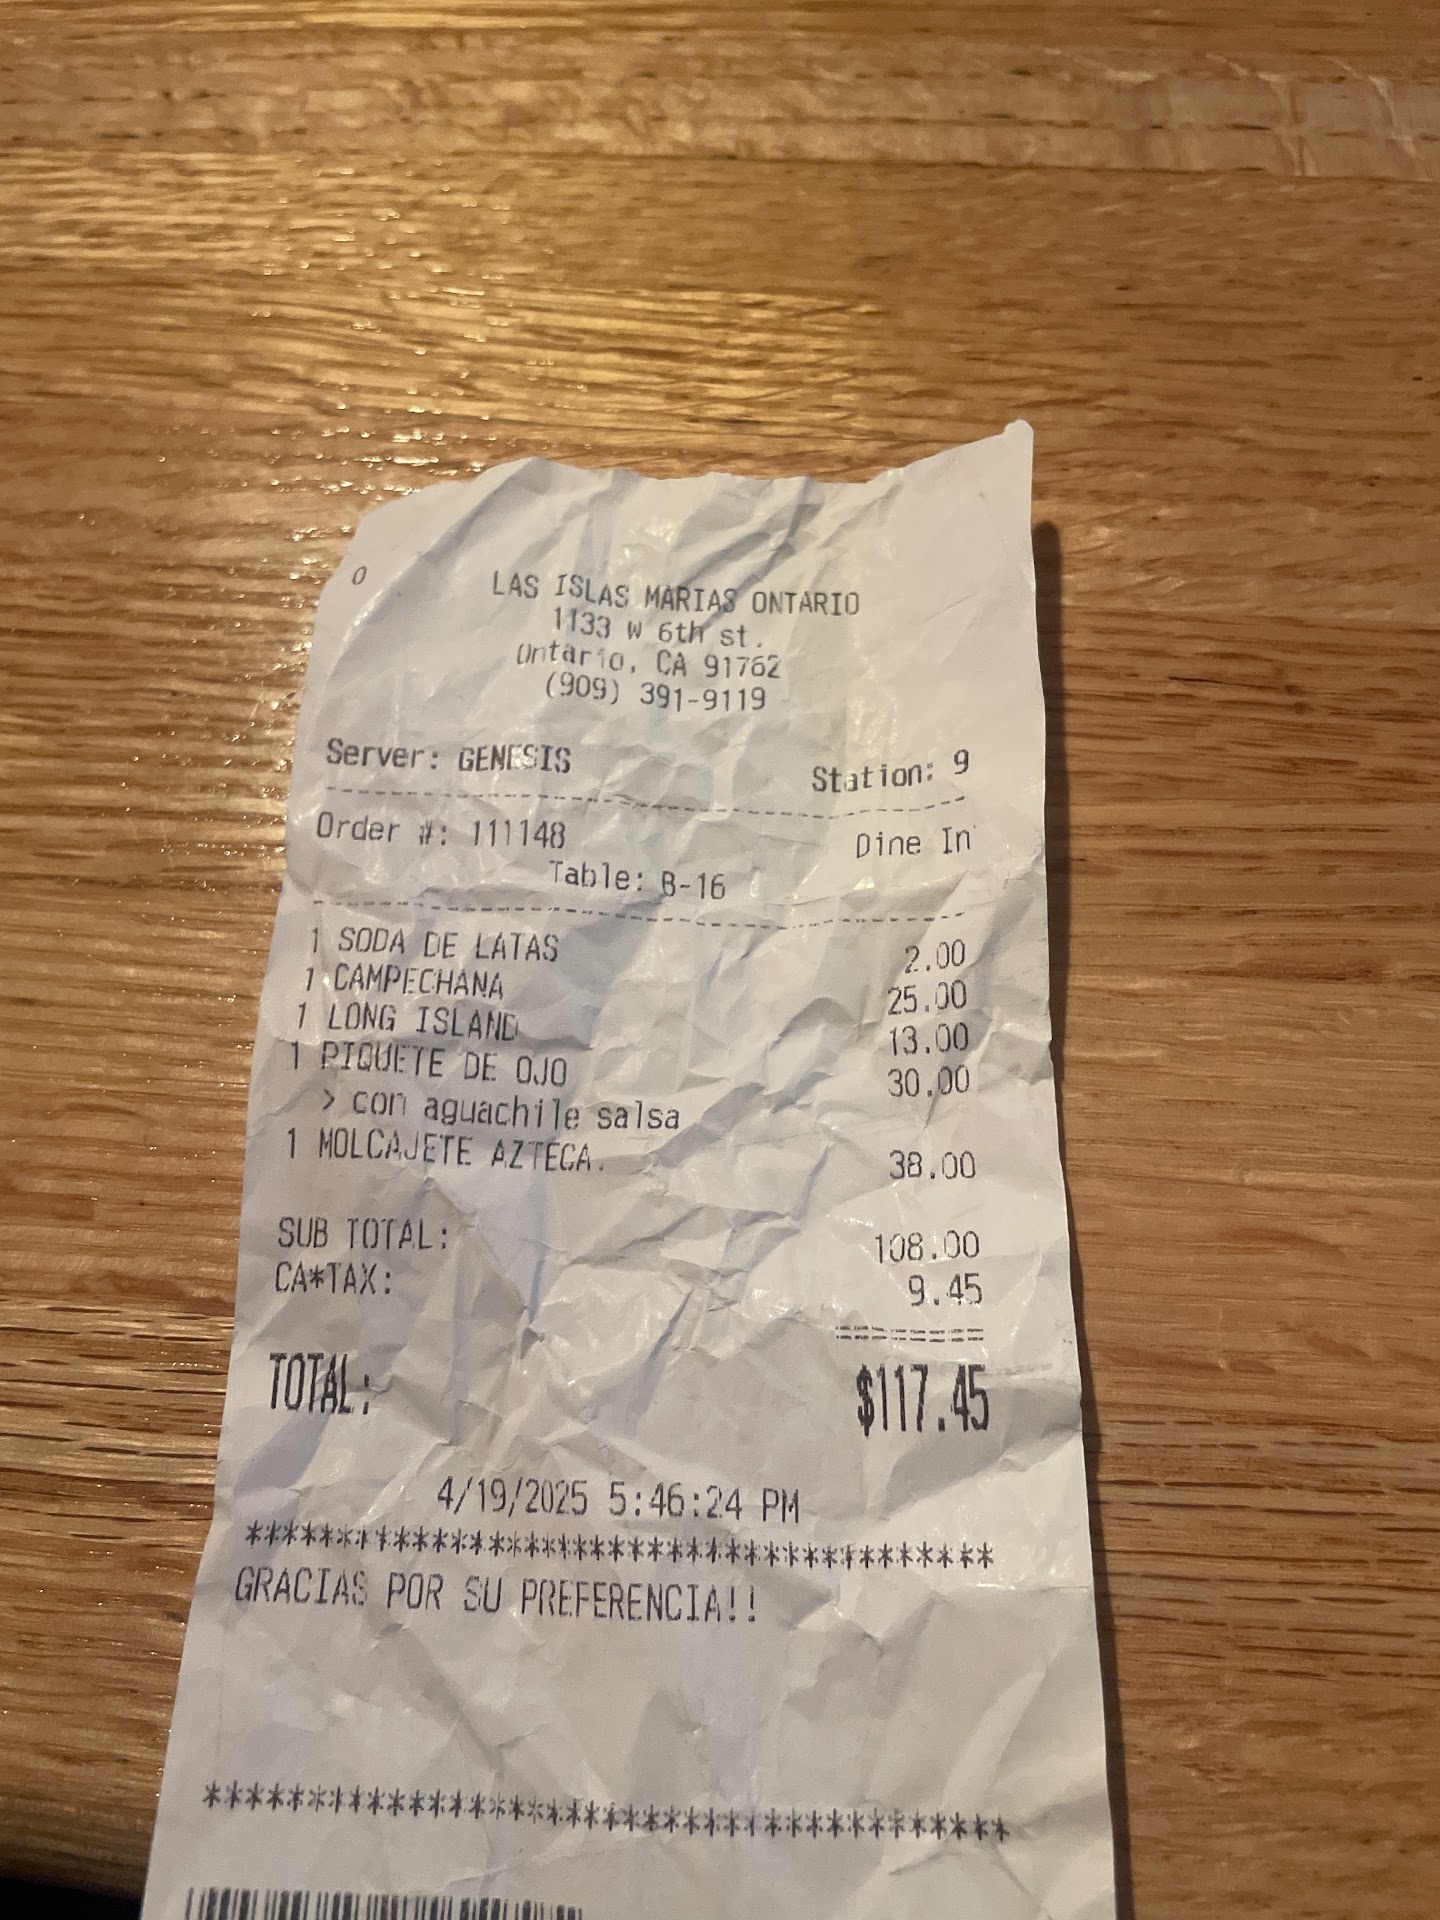 0
LAS ISLAS MARIAS ONTARIO
1133 W 6th st.
Ontario, CA 91762
(909) 391-9119
Server: GENESIS Station: 9
Order #: 111148 Dine In
Table: B-16
1 SODA DE LATAS 2.00
1 CAMPECHANA 25.00
1 LONG ISLAND 13.00
1 PIQUETE DE OJO 30.00
> con aguachile salsa
1 MOLCAJETE AZTECA. 38.00
SUB TOTAL: 108.00
CA*TAX: 9.45
=======
TOTAL: $117.45
4/19/2025 5:46:24 PM
****************************************
GRACIAS POR SU PREFERENCIA!!
****************************************